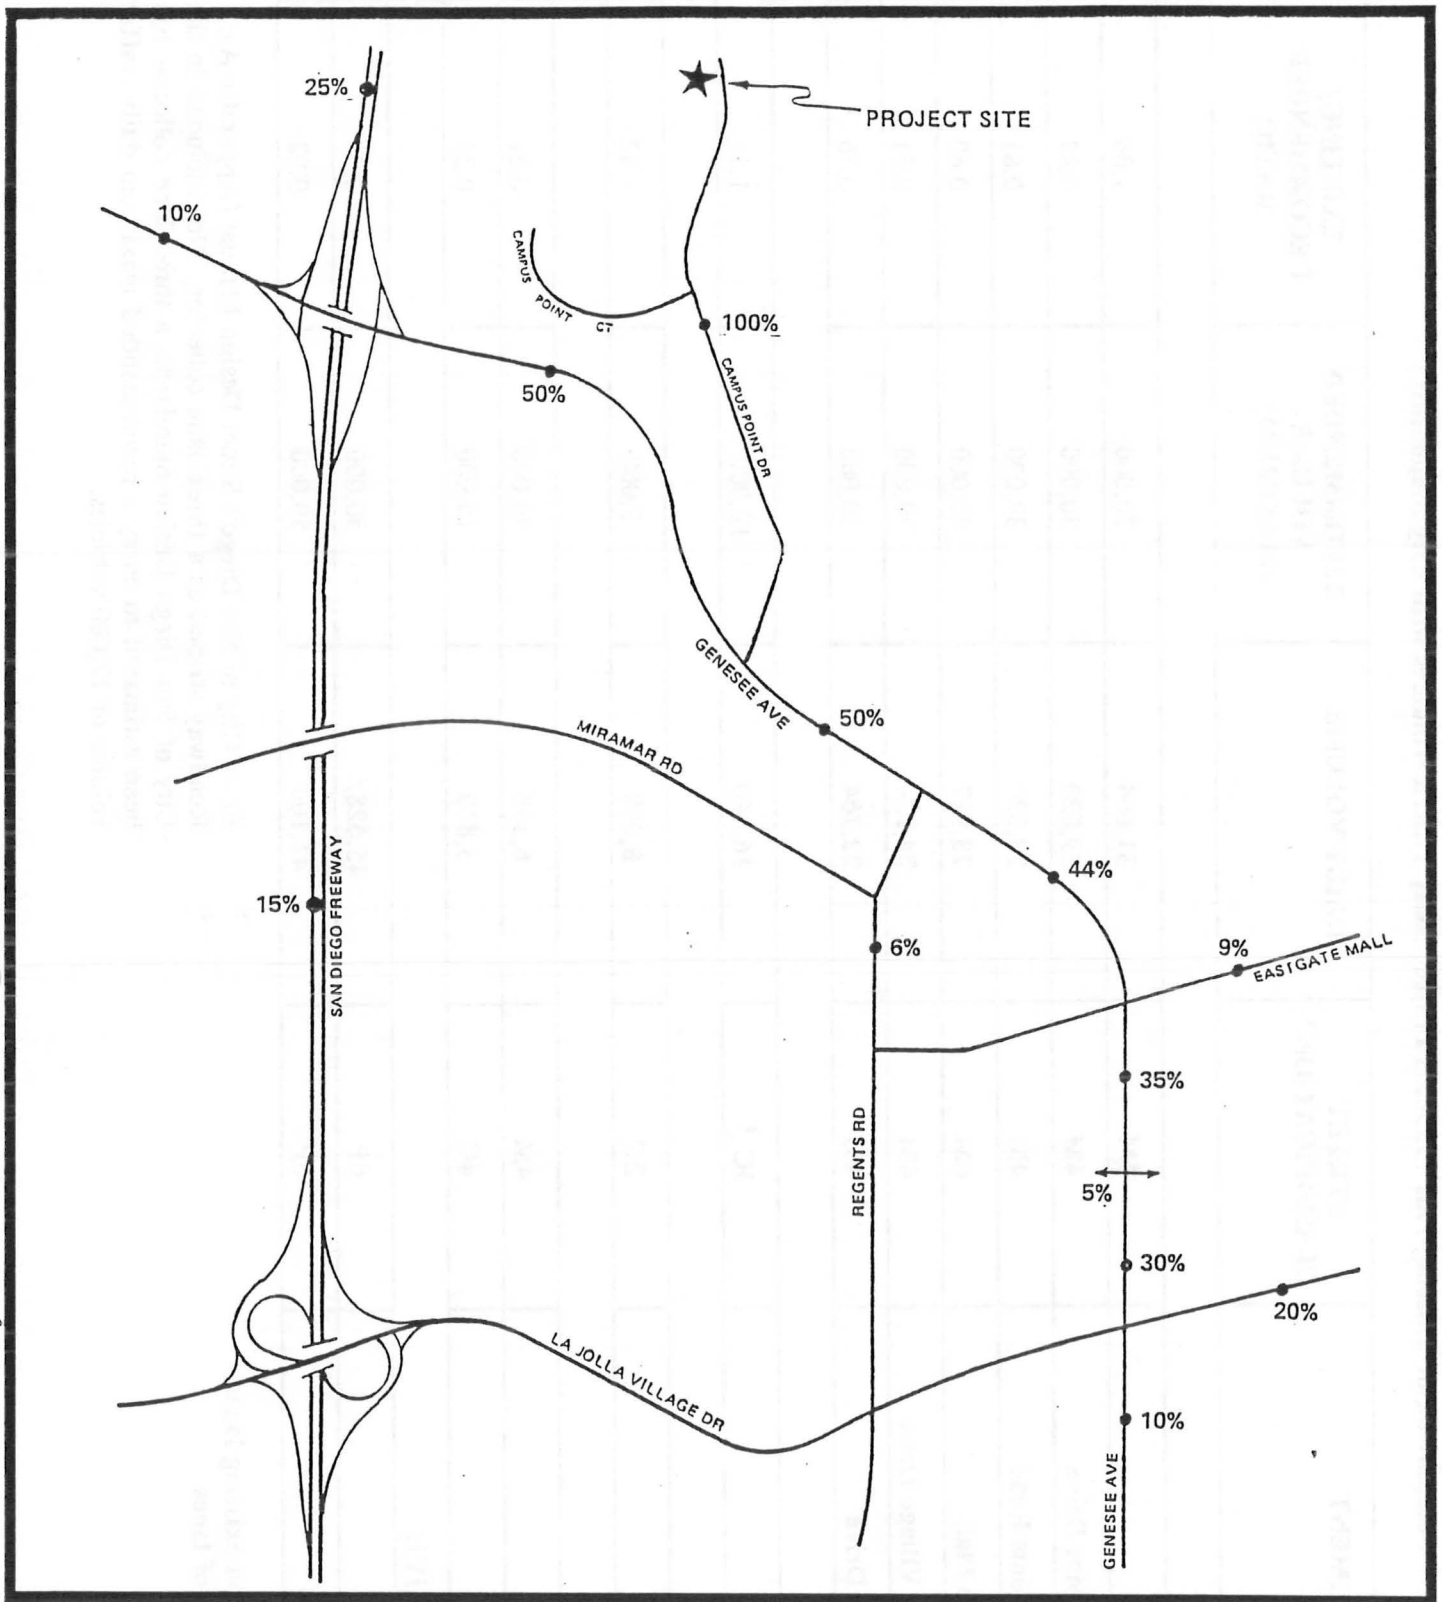 25%
PROJECT SITE
10%
CAMPUS POINT CT
100%
50%
CAMPUS POINT DR
GENESEE AVE
50%
MIRAMAR RD
44%
SAN DIEGO FREEWAY
15%
6%
9%
EASTGATE MALL
35%
REGENTS RD
5%
30%
20%
LA JOLLA VILLAGE DR
10%
GENESEE AVE